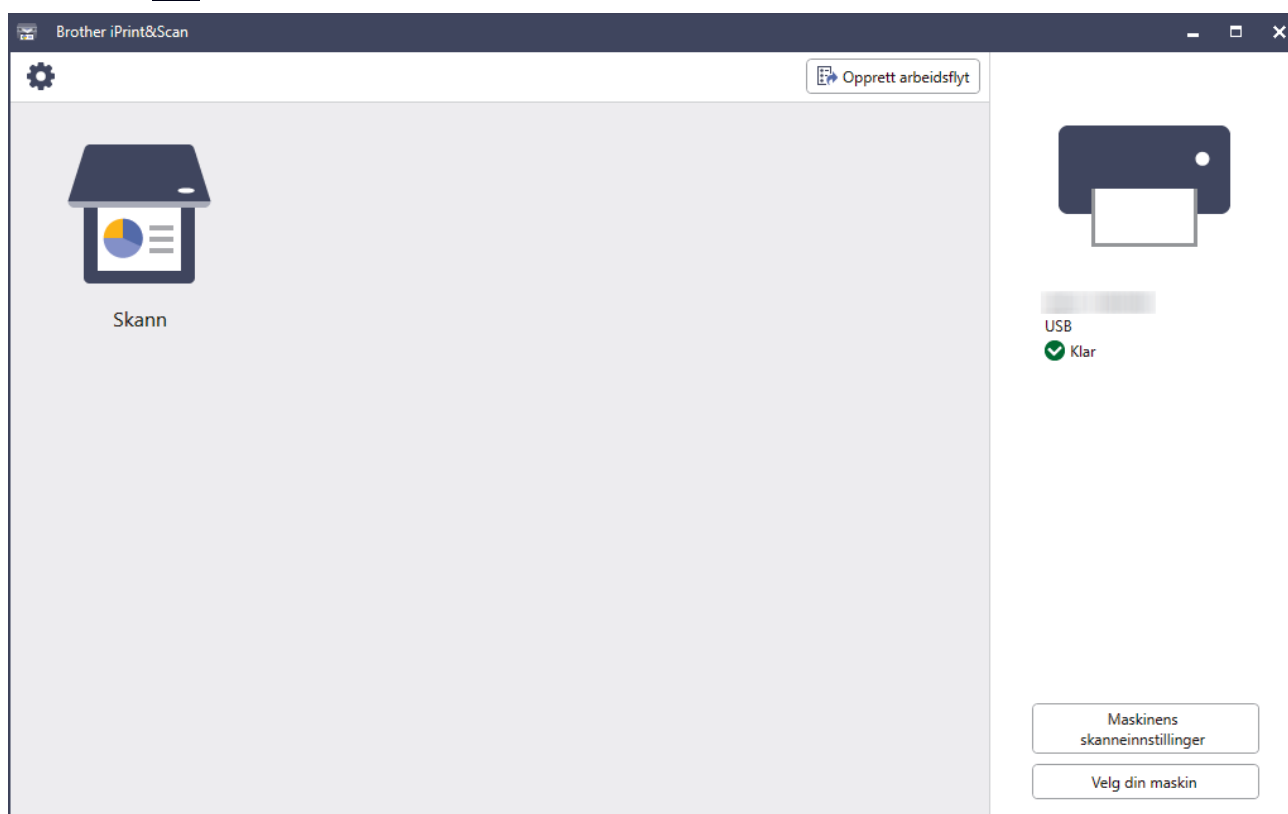 Brother iPrint&Scan
Opprett arbeidsflyt
Skann
USB
Klar
Maskinens
skanneinnstillinger
Velg din maskin